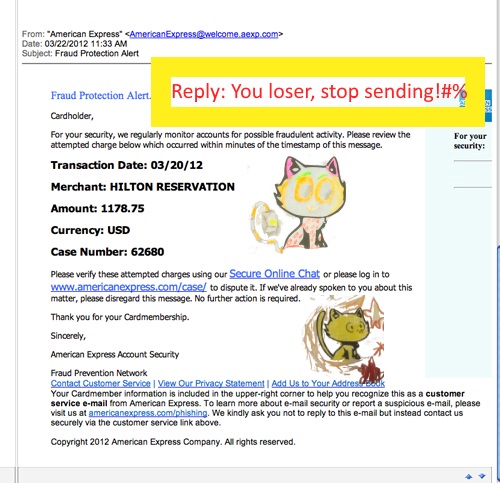 From: "American Express" <AmericanExpress@welcome.aexp.com>
Date: 03/22/2012 11:33 AM
Subject: Fraud Protection Alert
Reply: You loser, stop sending!#%
Fraud Protection Alert.
Cardholder,
For your security, we regularly monitor accounts for possible fraudulent activity. Please review the
attempted charge below which occurred within minutes of the timestamp of this message.
For your
security:
Transaction Date: 03/20/12
Merchant: HILTON RESERVATION
Amount: 1178.75
Currency: USD
Case Number: 62680
Please verify these attempted charges using our Secure Online Chat or please log in to
www.americanexpress.com/case/ to dispute it. If we've already spoken to you about this
matter, please disregard this message. No further action is required.
Thank you for your Cardmembership.
Sincerely,
American Express Account Security
Fraud Prevention Network
Contact Customer Service | View Our Privacy Statement | Add Us to Your Address Book
Your Cardmember information is included in the upper-right corner to help you recognize this as a customer
service e-mail from American Express. To learn more about e-mail security or report a suspicious e-mail, please
visit us at americanexpress.com/phishing. We kindly ask you not to reply to this e-mail but instead contact us
securely via the customer service link above.
Copyright 2012 American Express Company. All rights reserved.